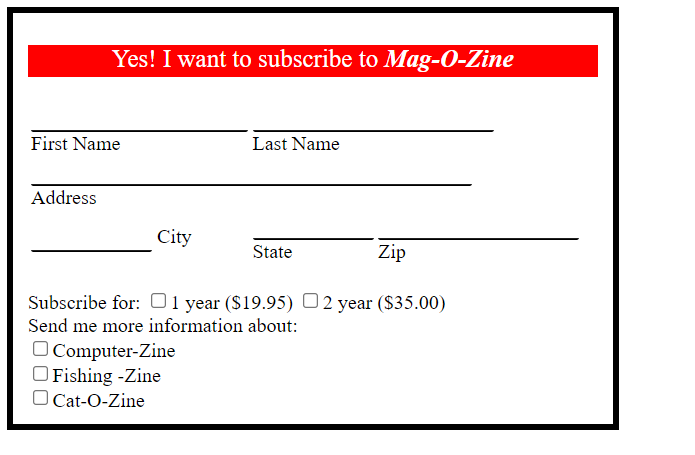 Yes! I want to subscribe to Mag-O-Zine
First Name Last Name
Address
City
State Zip
Subscribe for: 1 year ($19.95) 2 year ($35.00)
Send me more information about:
Computer-Zine
Fishing -Zine
Cat-O-Zine